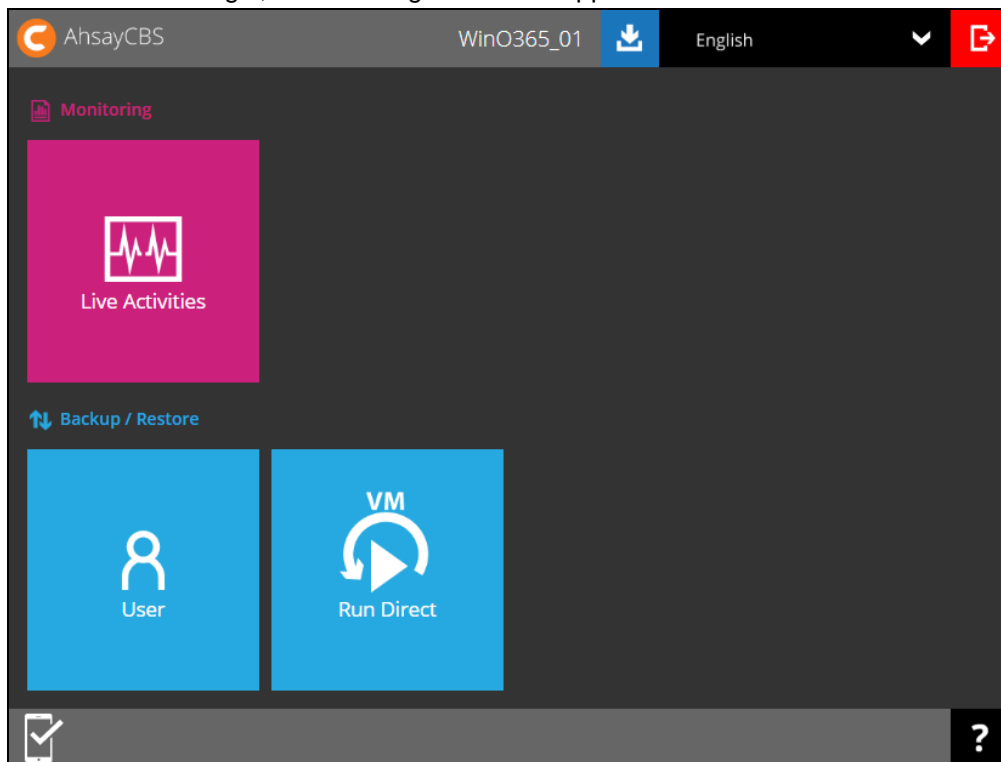 AhsayCBS WinO365_01 English
Monitoring
Live Activities
Backup / Restore
VM
User Run Direct
?